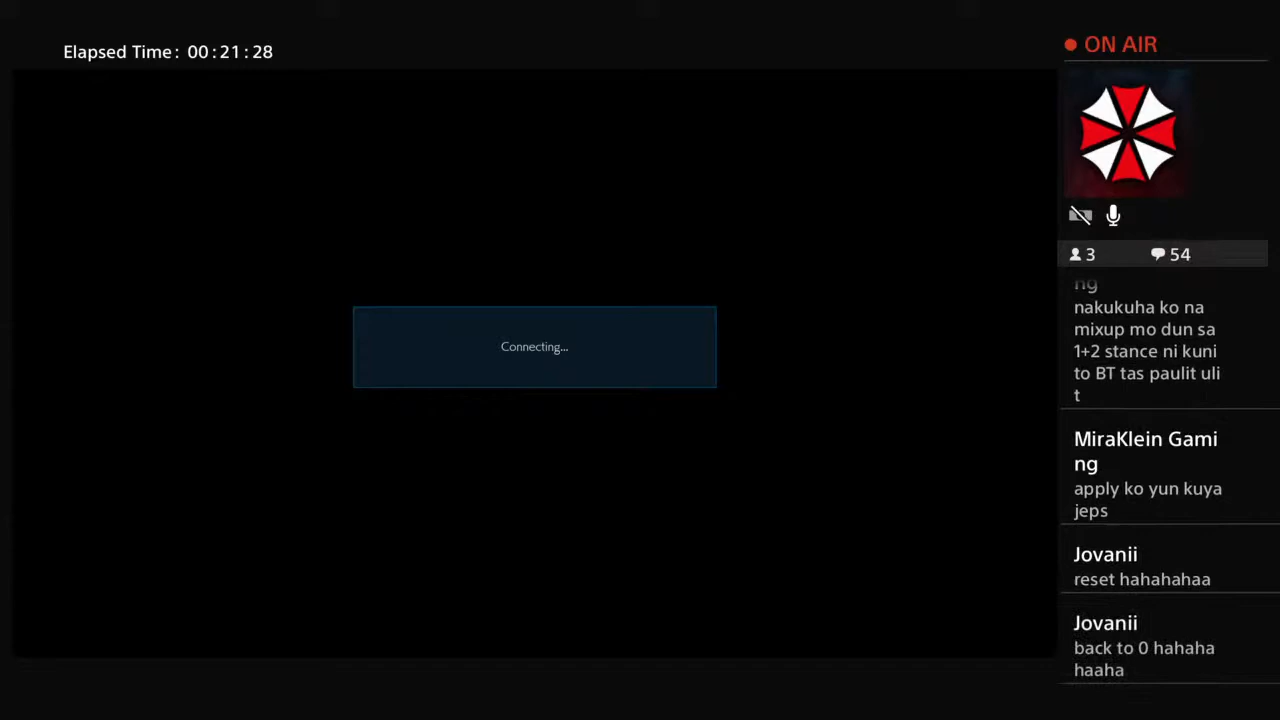 Elapsed Time: 00:21:28
ON AIR
3 54
ng
nakukuha ko na
mixup mo dun sa
1+2 stance ni kuni
to BT tas paulit uli
t
MiraKlein Gami
ng
apply ko yun kuya
jeps
Jovanii
reset hahahahaa
Jovanii
back to 0 hahaha
haaha
Connecting...